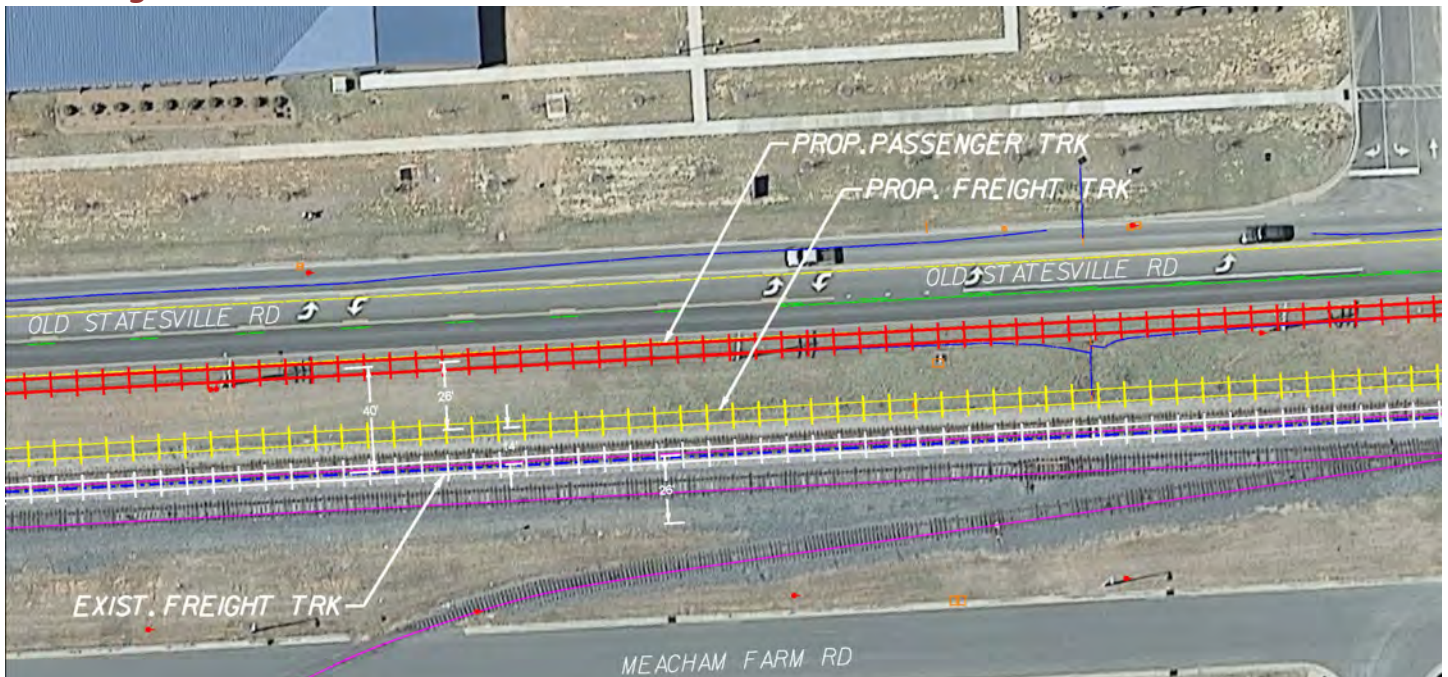 PROP.PASSENGER TRK
PROP. FREIGHT TRK
OLD STATESVILLE RD
OLD STATESVILLE RD
40'
26'
14'
26
EXIST. FREIGHT TRK
MEACHAM FARM RD